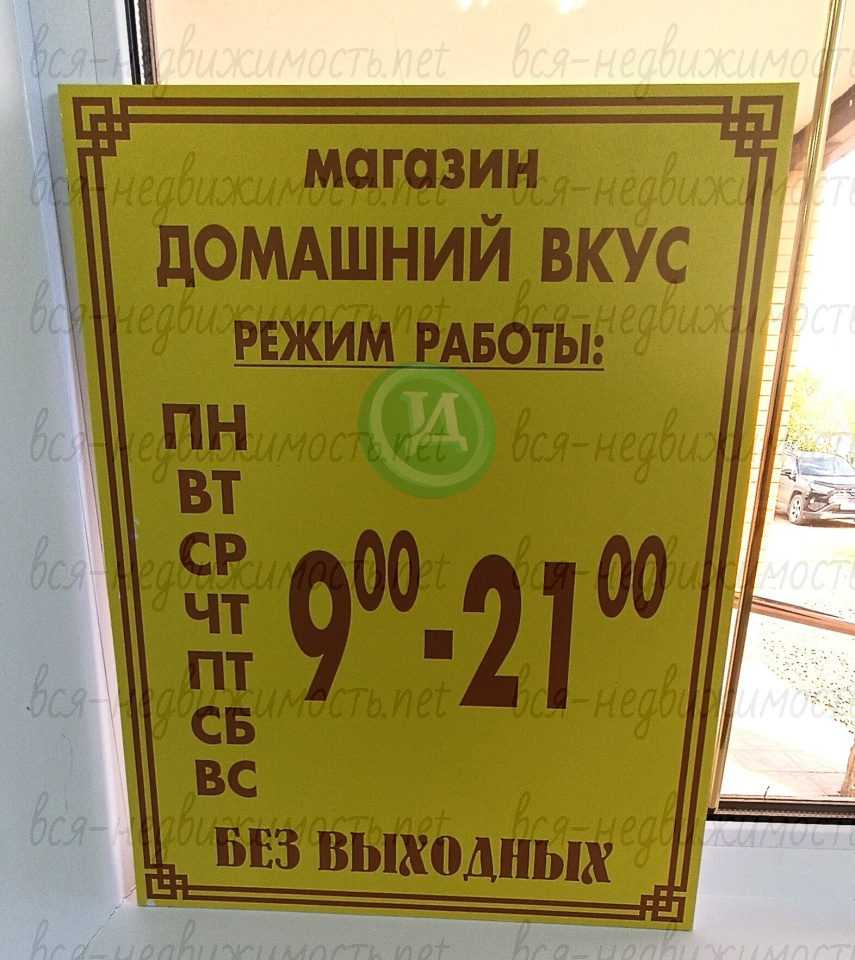 магазин
ДОМАШНИЙ ВКУС
РЕЖИМ РАБОТЫ:
ПН
ВТ
СР
ЧТ
ПТ
СБ
ВС
9⁰⁰-21⁰⁰
БЕЗ ВЫХОДНЫХ
вся-недвижимость.net